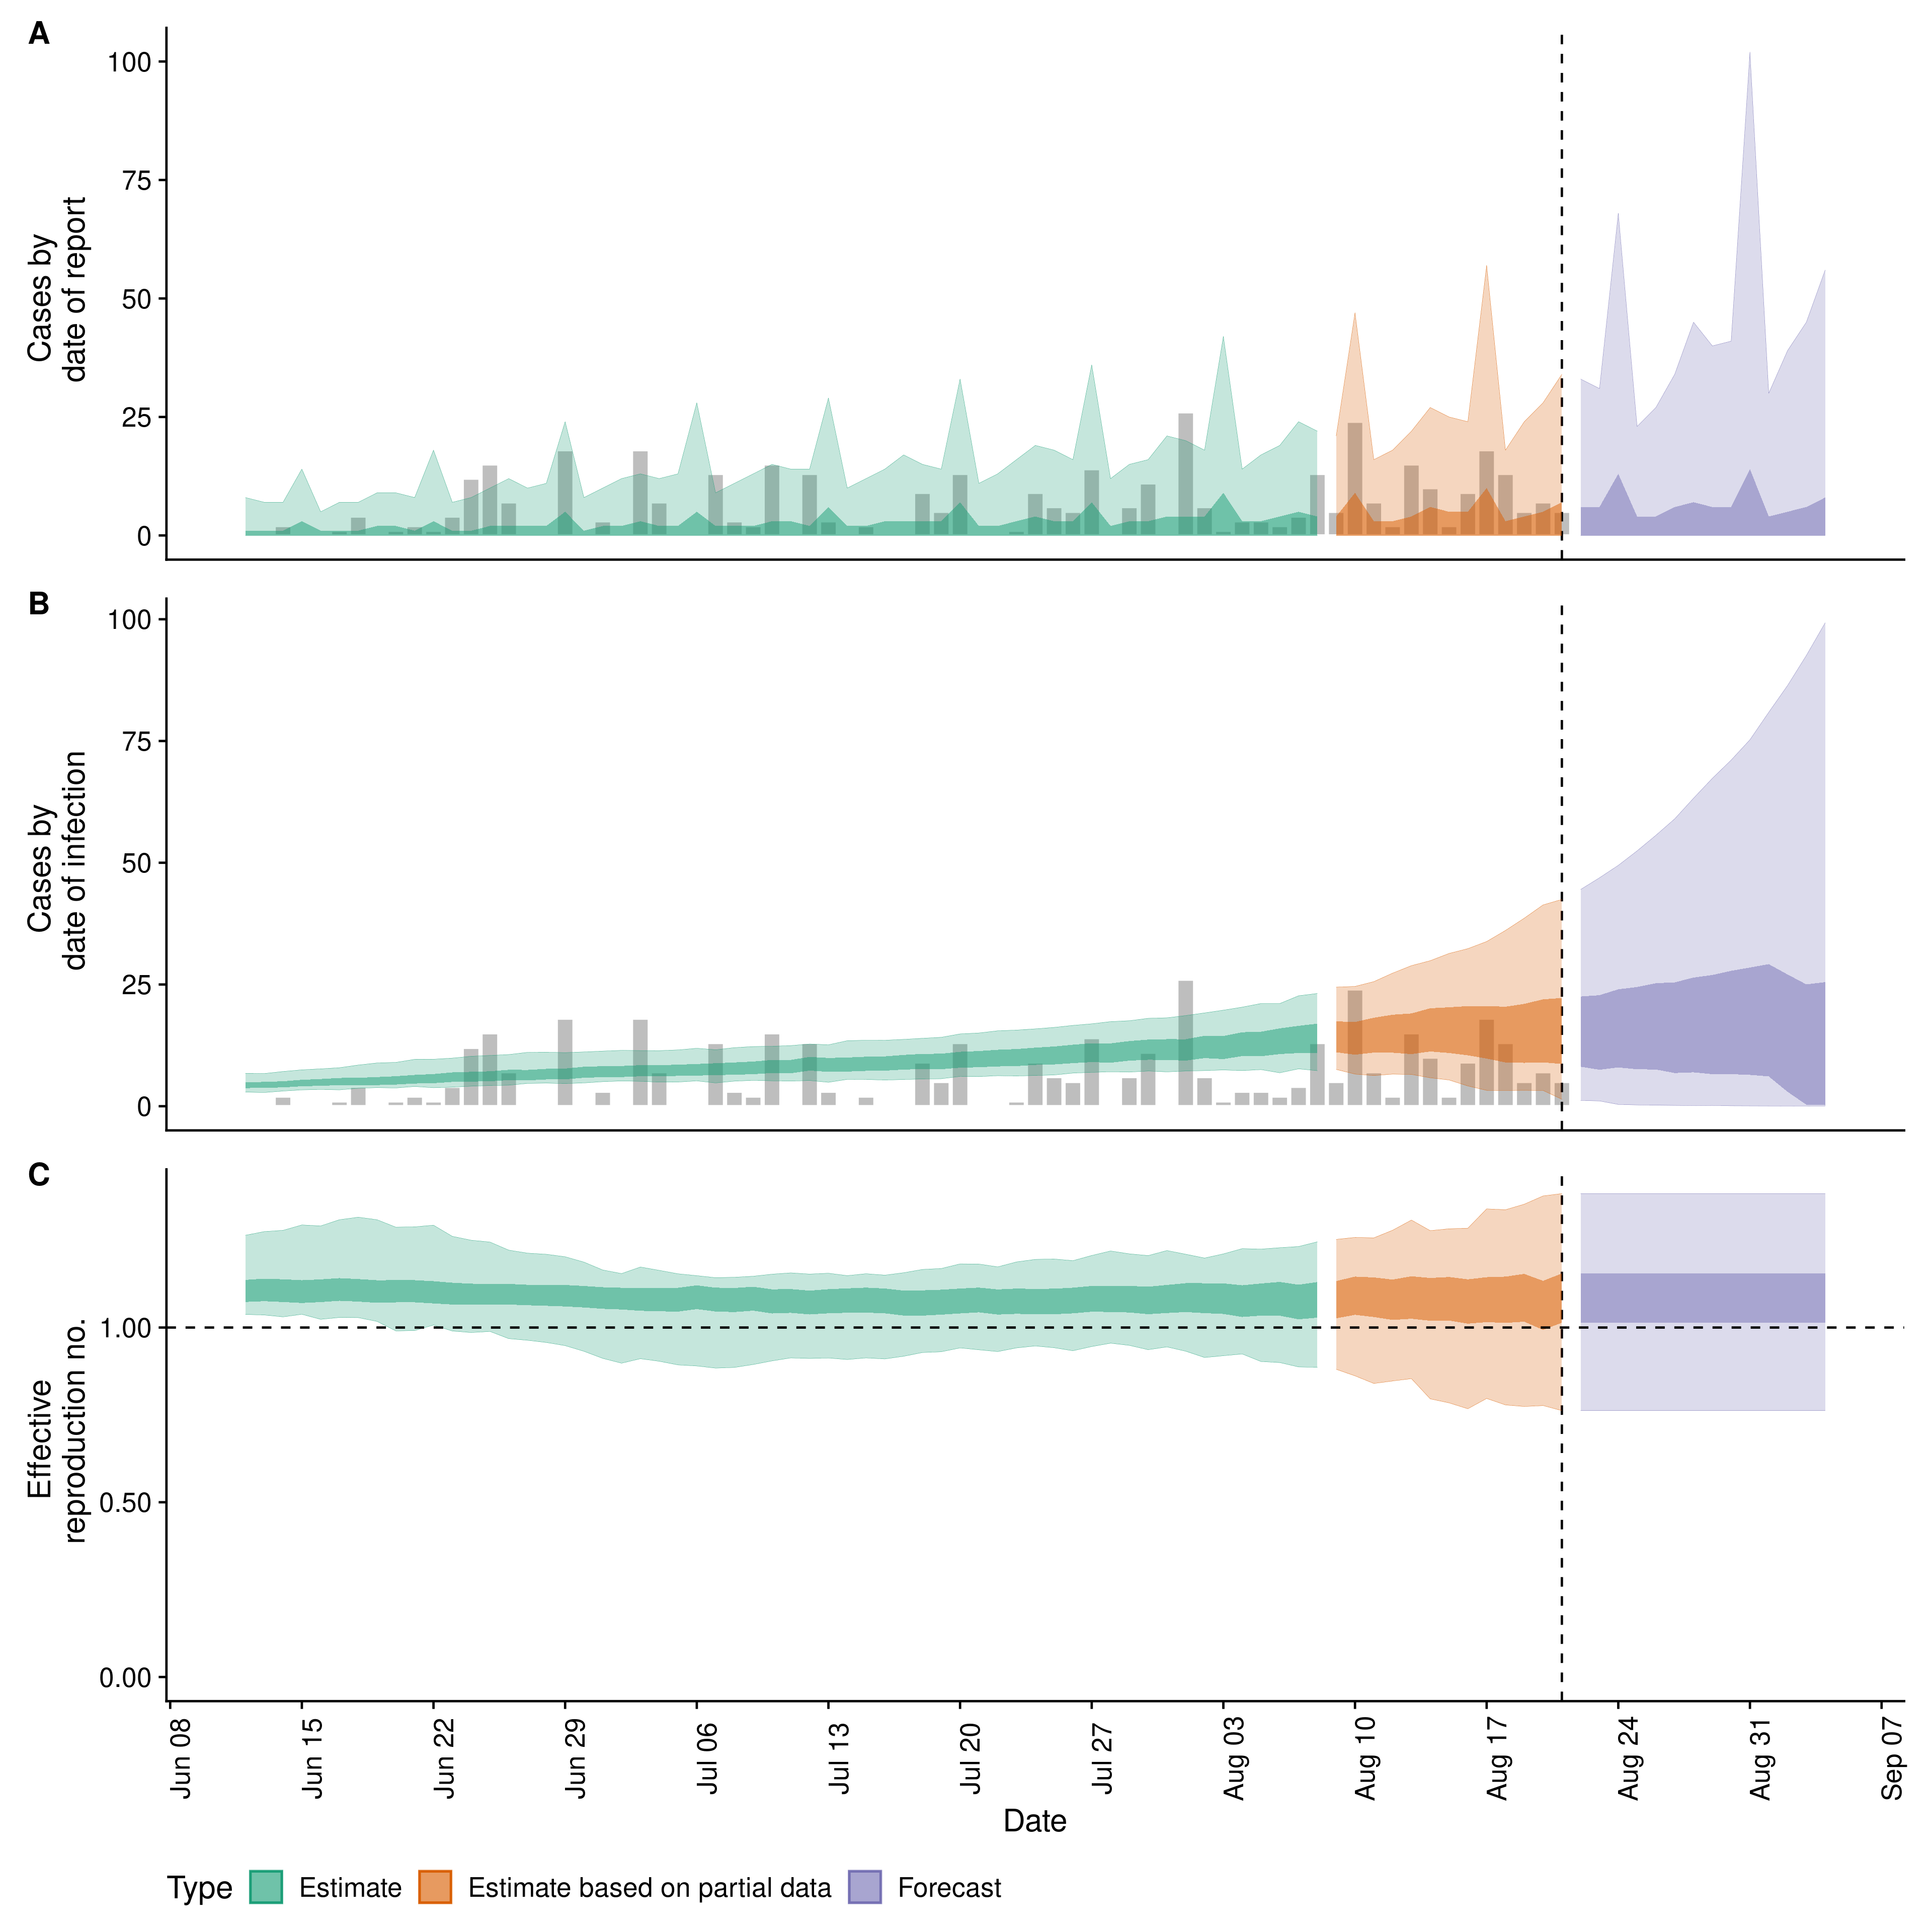 A
Cases by
date of report
100
75
50
25
0
B
Cases by
date of infection
100
75
50
25
0
C
Effective
reproduction no.
1.00
0.50
0.00
Jun 08
Jun 15
Jun 22
Jun 29
Jul 06
Jul 13
Jul 20
Jul 27
Aug 03
Aug 10
Aug 17
Aug 24
Aug 31
Sep 07
Date
Type Estimate Estimate based on partial data Forecast